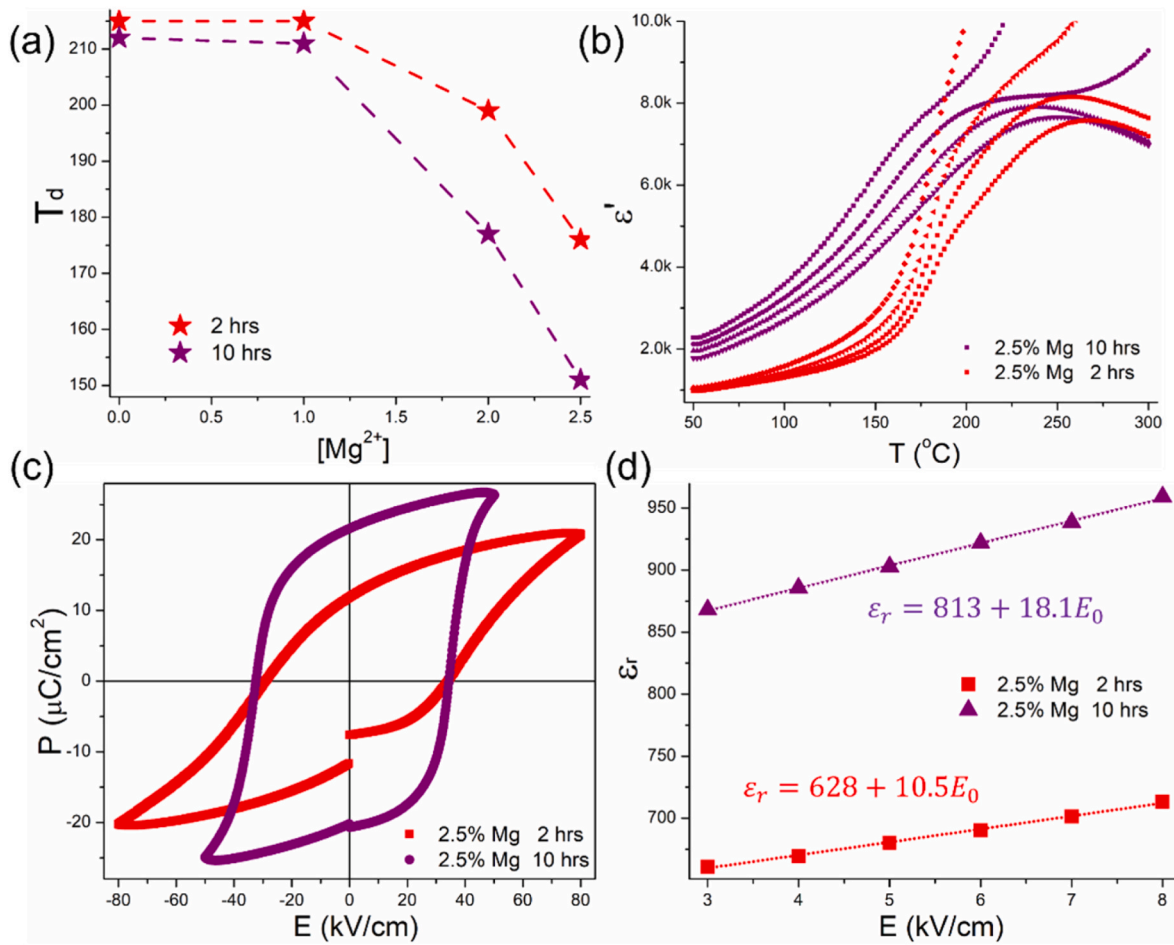 (a)
T_d
210
200
190
180
170
160
150
2 hrs
10 hrs
0.0 0.5 1.0 1.5 2.0 2.5
[Mg²⁺]
(b)
ε'
10.0k
8.0k
6.0k
4.0k
2.0k
2.5% Mg 10 hrs
2.5% Mg 2 hrs
50 100 150 200 250 300
T (°C)
(c)
P (μC/cm²)
20
10
0
-10
-20
2.5% Mg 2 hrs
2.5% Mg 10 hrs
-80 -60 -40 -20 0 20 40 60 80
E (kV/cm)
(d)
εr
950
900
850
800
750
700
εr = 813 + 18.1E₀
2.5% Mg 2 hrs
2.5% Mg 10 hrs
εr = 628 + 10.5E₀
3 4 5 6 7 8
E (kV/cm)